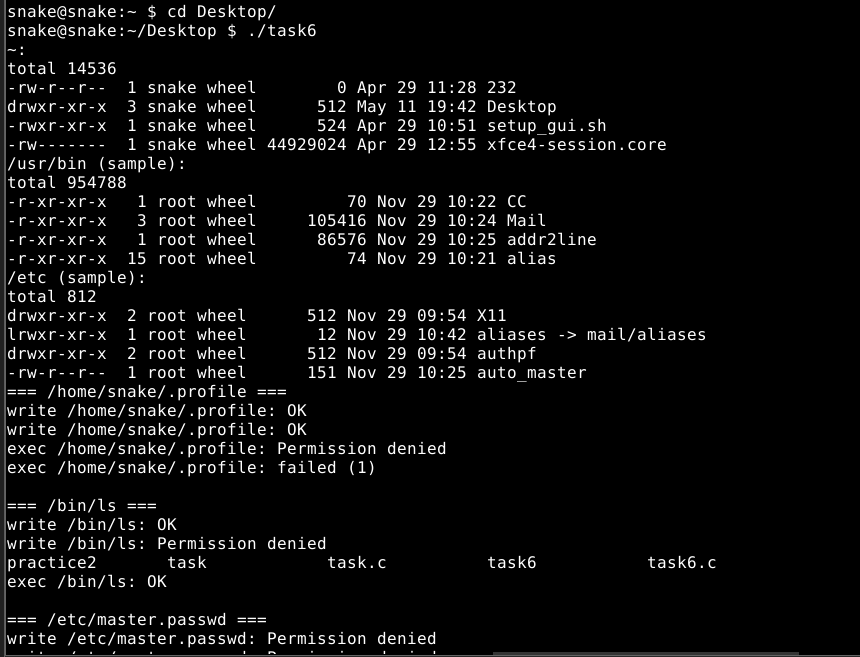 snake@snake:~ $ cd Desktop/
snake@snake:~/Desktop $ ./task6
~:
total 14536
-rw-r--r--  1 snake wheel        0 Apr 29 11:28 232
drwxr-xr-x  3 snake wheel      512 May 11 19:42 Desktop
-rwxr-xr-x  1 snake wheel      524 Apr 29 10:51 setup_gui.sh
-rw-------  1 snake wheel 44929024 Apr 29 12:55 xfce4-session.core
/usr/bin (sample):
total 954788
-r-xr-xr-x   1 root wheel         70 Nov 29 10:22 CC
-r-xr-xr-x   3 root wheel     105416 Nov 29 10:24 Mail
-r-xr-xr-x   1 root wheel      86576 Nov 29 10:25 addr2line
-r-xr-xr-x  15 root wheel         74 Nov 29 10:21 alias
/etc (sample):
total 812
drwxr-xr-x  2 root wheel      512 Nov 29 09:54 X11
lrwxr-xr-x  1 root wheel       12 Nov 29 10:42 aliases -> mail/aliases
drwxr-xr-x  2 root wheel      512 Nov 29 09:54 authpf
-rw-r--r--  1 root wheel      151 Nov 29 10:25 auto_master
=== /home/snake/.profile ===
write /home/snake/.profile: OK
write /home/snake/.profile: OK
exec /home/snake/.profile: Permission denied
exec /home/snake/.profile: failed (1)

=== /bin/ls ===
write /bin/ls: OK
write /bin/ls: Permission denied
practice2       task            task.c          task6           task6.c
exec /bin/ls: OK

=== /etc/master.passwd ===
write /etc/master.passwd: Permission denied